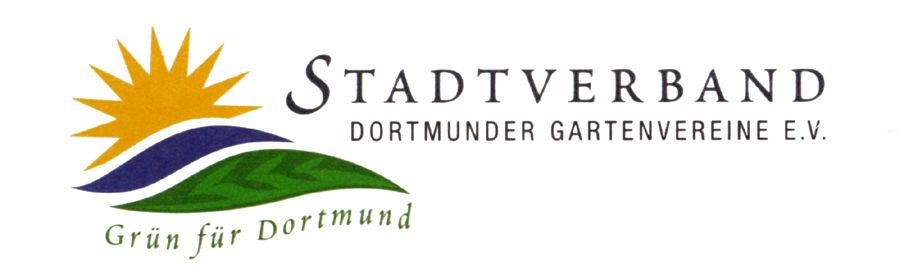 STADTVERBAND
DORTMUNDER GARTENVEREINE E.V.
Grün für Dortmund